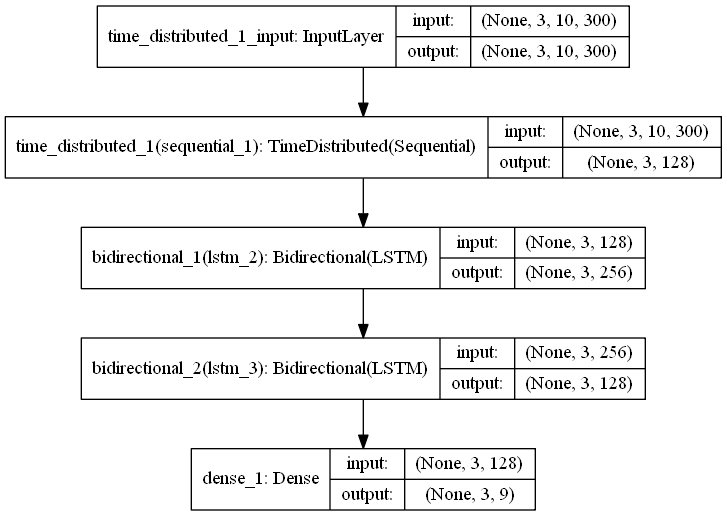 time_distributed_1_input: InputLayer
input: (None, 3, 10, 300)
output: (None, 3, 10, 300)
time_distributed_1(sequential_1): TimeDistributed(Sequential)
input: (None, 3, 10, 300)
output: (None, 3, 128)
bidirectional_1(lstm_2): Bidirectional(LSTM)
input: (None, 3, 128)
output: (None, 3, 256)
bidirectional_2(lstm_3): Bidirectional(LSTM)
input: (None, 3, 256)
output: (None, 3, 128)
dense_1: Dense
input: (None, 3, 128)
output: (None, 3, 9)